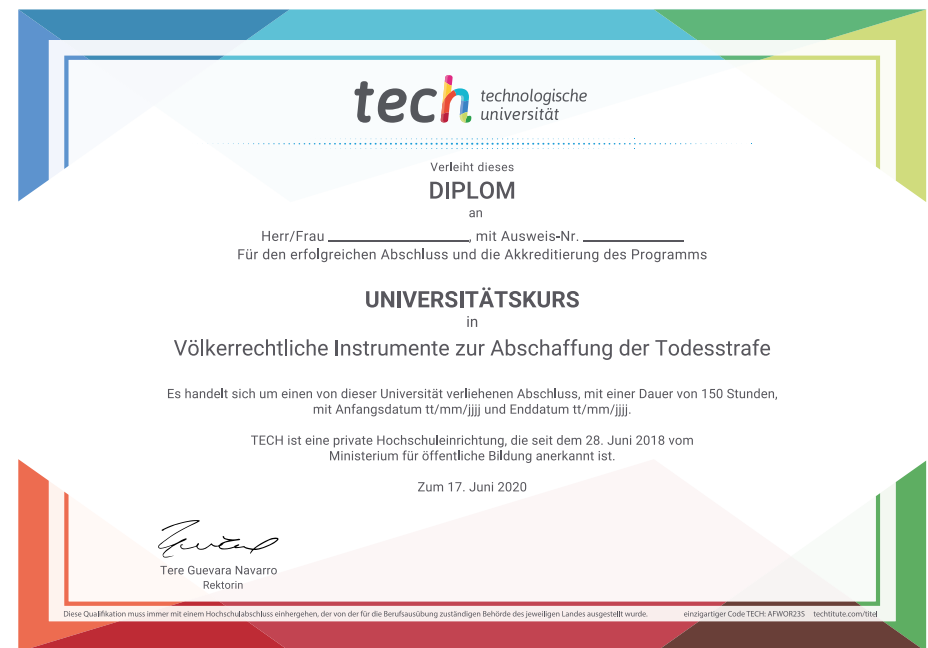 tech technologische
universität
Verleiht dieses
DIPLOM
an
Herr/Frau ____________, mit Ausweis-Nr. ____________
Für den erfolgreichen Abschluss und die Akkreditierung des Programms
UNIVERSITÄTSKURS
in
Völkerrechtliche Instrumente zur Abschaffung der Todesstrafe
Es handelt sich um einen von dieser Universität verliehenen Abschluss, mit einer Dauer von 150 Stunden,
mit Anfangsdatum tt/mm/jjjj und Enddatum tt/mm/jjjj.
TECH ist eine private Hochschuleinrichtung, die seit dem 28. Juni 2018 vom
Ministerium für öffentliche Bildung anerkannt ist.
Zum 17. Juni 2020
Tere Guevara Navarro
Rektorin
Diese Qualifikation muss immer mit einem Hochschulabschluss einhergehen, der von der für die Berufsausübung zuständigen Behörde des jeweiligen Landes ausgestellt wurde. einzigartiger Code TECH: AFWOR23S techtitute.com/titel